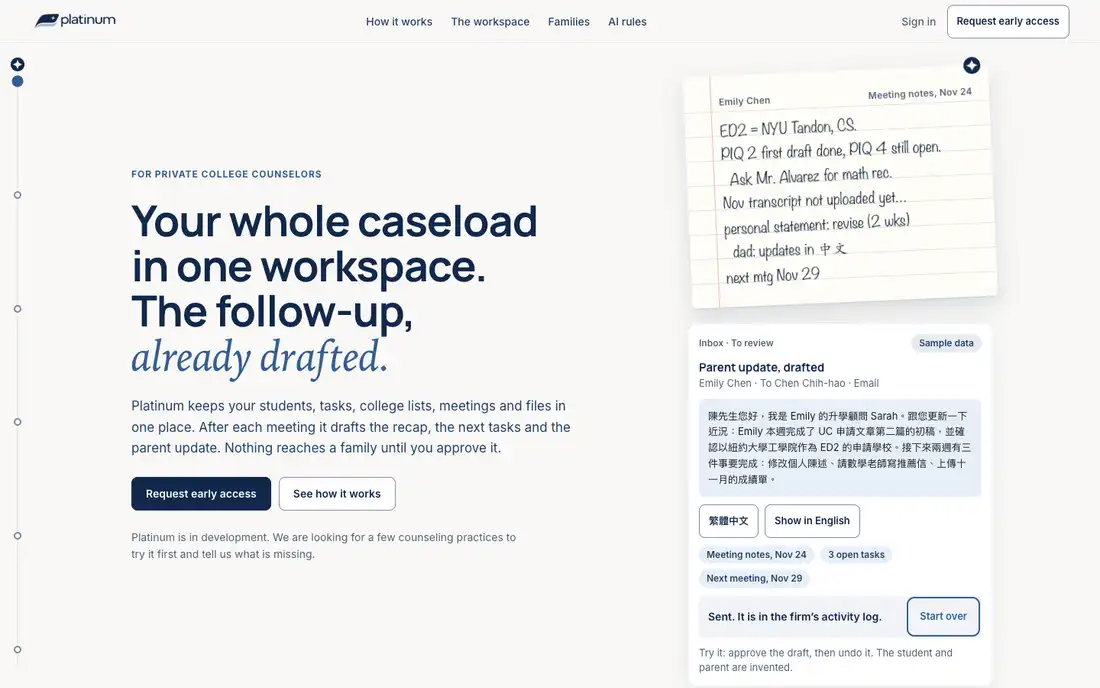 platinum
How it works
The workspace
Families
AI rules
Sign in
Request early access
FOR PRIVATE COLLEGE COUNSELORS
Your whole caseload
in one workspace.
The follow-up,
already drafted.
Platinum keeps your students, tasks, college lists, meetings and files in
one place. After each meeting it drafts the recap, the next tasks and the
parent update. Nothing reaches a family until you approve it.
Request early access
See how it works
Platinum is in development. We are looking for a few counseling practices to
try it first and tell us what is missing.
Emily Chen
Meeting notes, Nov 24
ED2 = NYU Tandon, CS.
PIQ 2 first draft done, PIQ 4 still open.
Ask Mr. Alvarez for math rec.
Nov transcript not uploaded yet...
personal statement: revise (2 wks)
dad: updates in 中文
next mtg Nov 29
Inbox · To review
Sample data
Parent update, drafted
Emily Chen · To Chen Chih-hao · Email
陳先生您好，我是 Emily 的升學顧問 Sarah。跟您更新一下
近況：Emily 本週完成了 UC 申請文章第二篇的初稿，並確
認以紐約大學工學院作為 ED2 的申請學校。接下來兩週有三
件事要完成：修改個人陳述、請數學老師寫推薦信、上傳十
一月的成績單。
繁體中文
Show in English
Meeting notes, Nov 24
3 open tasks
Next meeting, Nov 29
Sent. It is in the firm's activity log.
Start over
Try it: approve the draft, then undo it. The student and
parent are invented.